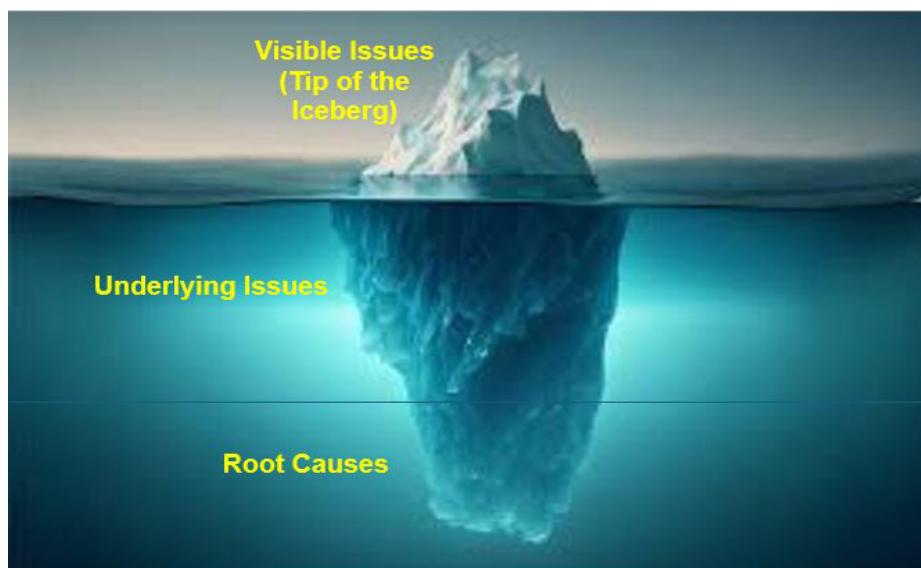 Visible Issues
(Tip of the
Iceberg)
Underlying Issues
Root Causes